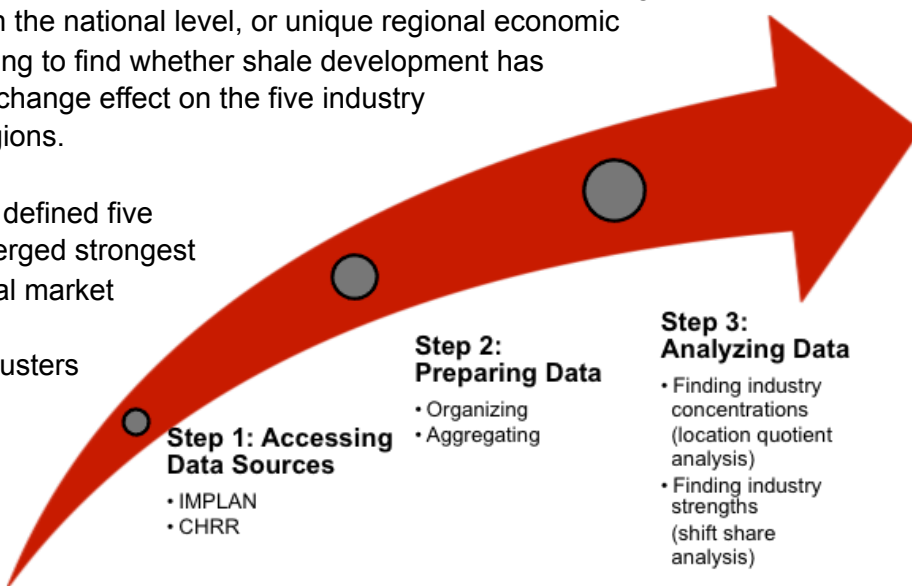 the national level, or unique regional economic
ing to find whether shale development has
change effect on the five industry
gions.
defined five
erged strongest
al market
usters
Step 1: Accessing
Data Sources
• IMPLAN
• CHRR
Step 2:
Preparing Data
• Organizing
• Aggregating
Step 3:
Analyzing Data
• Finding industry
concentrations
(location quotient
analysis)
• Finding industry
strengths
(shift share
analysis)